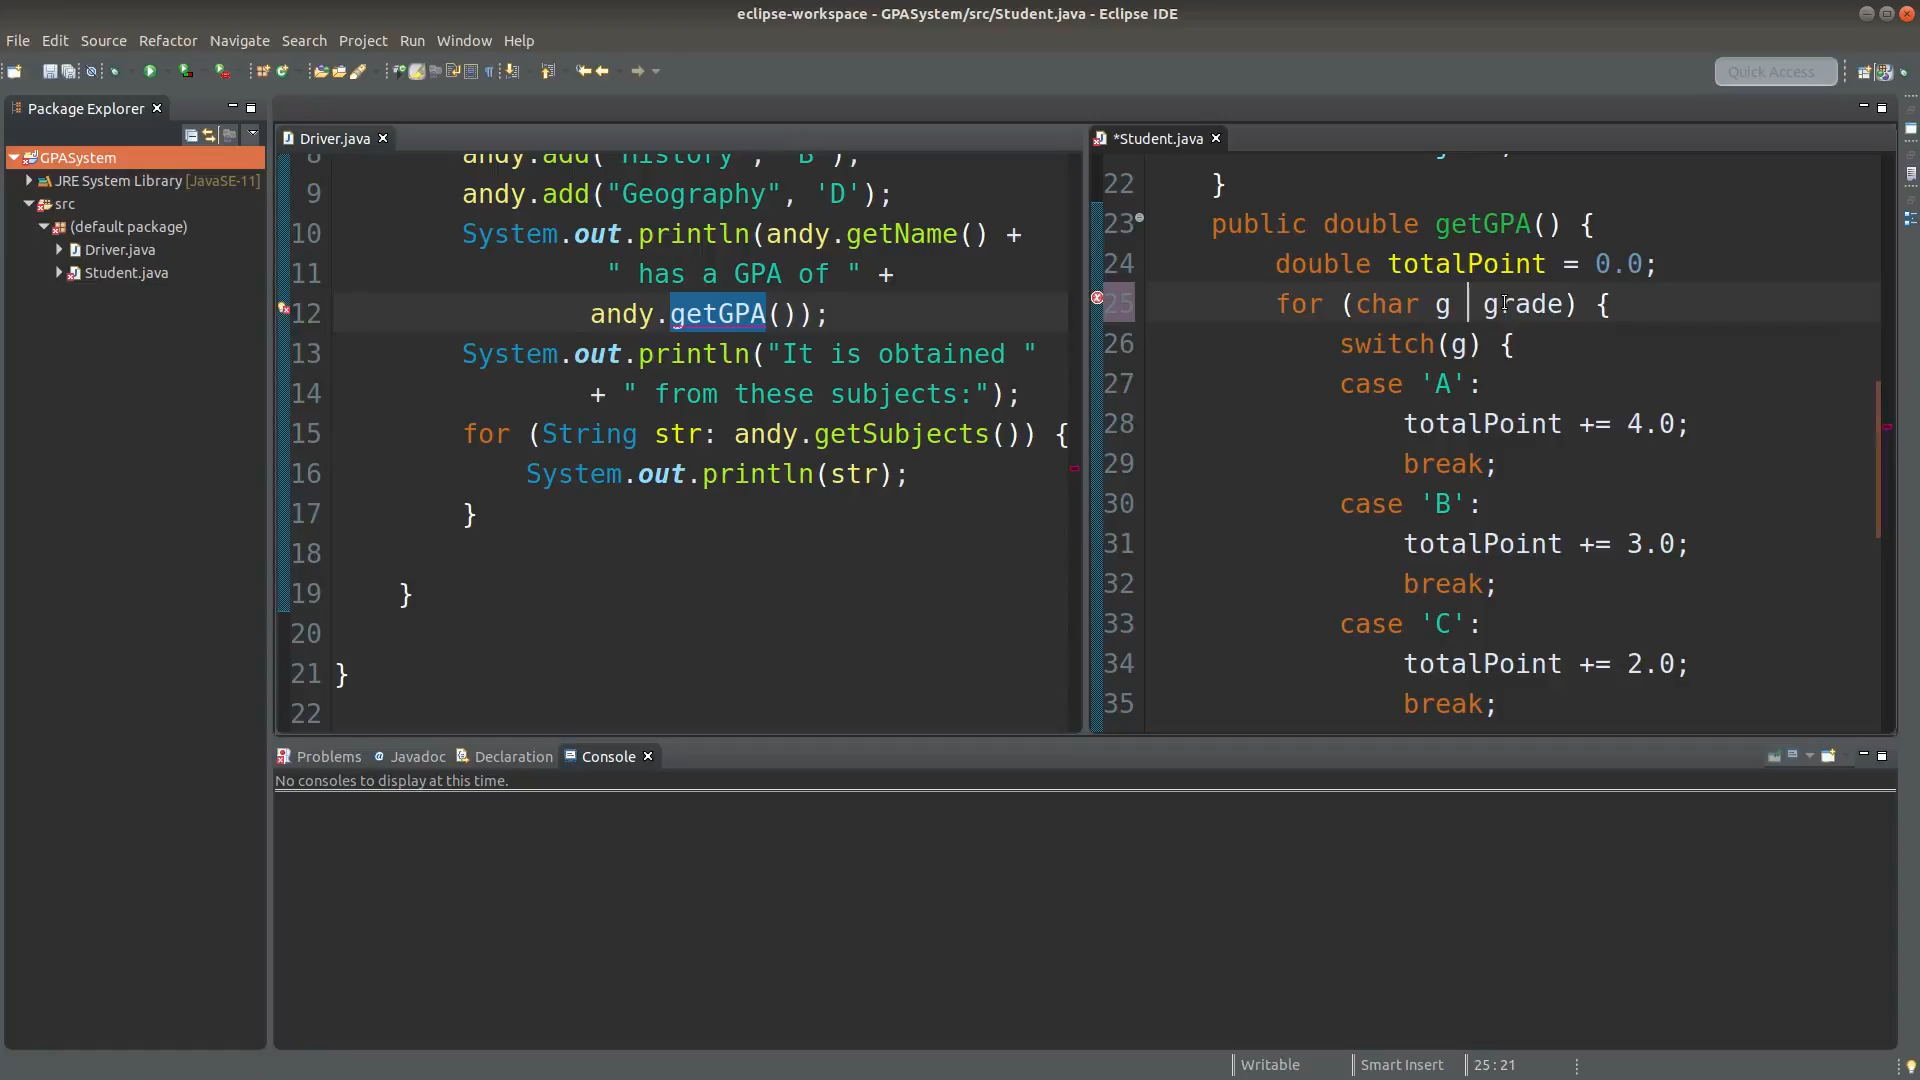 eclipse-workspace - GPASystem/src/Student.java - Eclipse IDE
File Edit Source Refactor Navigate Search Project Run Window Help
Quick Access
Package Explorer
GPASystem
JRE System Library [JavaSE-11]
src
(default package)
Driver.java
Student.java
Driver.java
8 andy.add("History", 'B');
9 andy.add("Geography", 'D');
10 System.out.println(andy.getName() +
11 " has a GPA of " +
12 andy.getGPA());
13 System.out.println("It is obtained "
14 + " from these subjects:");
15 for (String str: andy.getSubjects()) {
16 System.out.println(str);
17 }
18
19 }
20
21 }
22
*Student.java
22 }
23 public double getGPA() {
24 double totalPoint = 0.0;
25 for (char g grade) {
26 switch(g) {
27 case 'A':
28 totalPoint += 4.0;
29 break;
30 case 'B':
31 totalPoint += 3.0;
32 break;
33 case 'C':
34 totalPoint += 2.0;
35 break;
Problems Javadoc Declaration Console
No consoles to display at this time.
Writable Smart Insert 25 : 21